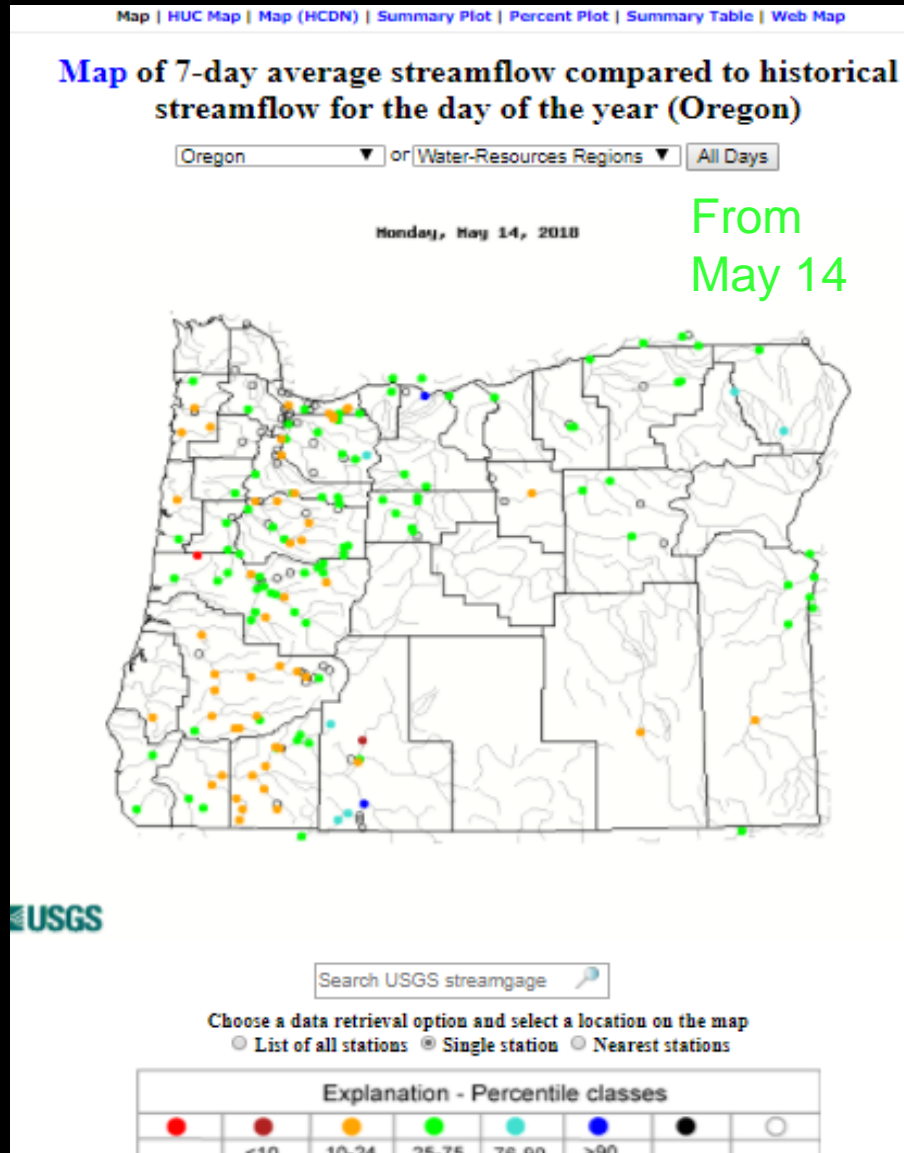 Map | HUC Map | Map (HCDN) | Summary Plot | Percent Plot | Summary Table | Web Map
Map of 7-day average streamflow compared to historical
streamflow for the day of the year (Oregon)
Oregon ▼ or Water-Resources Regions ▼ All Days
Monday, May 14, 2018
From
May 14
USGS
Search USGS streamgage
Choose a data retrieval option and select a location on the map
List of all stations Single station Nearest stations
Explanation - Percentile classes
<10 10-24 25-75 76-90 >90